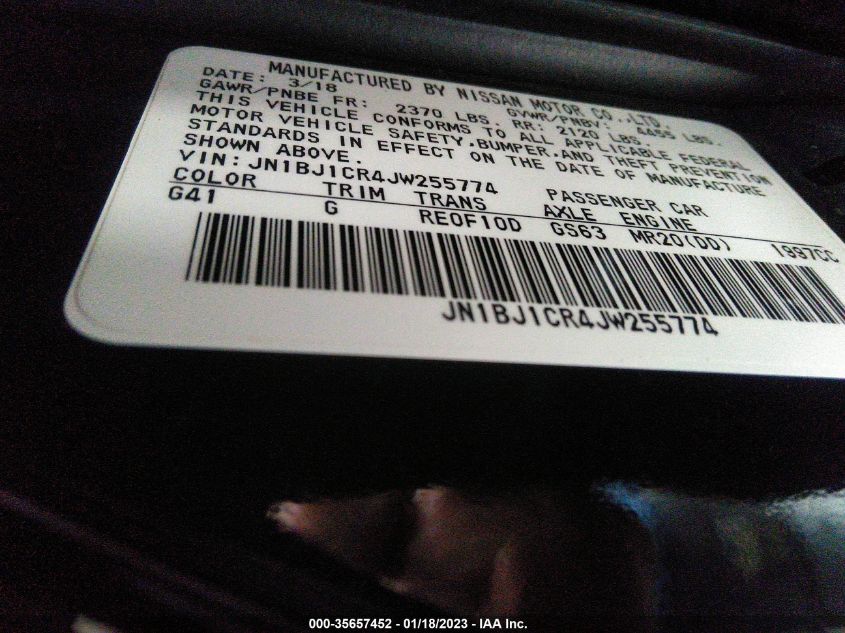 MANUFACTURED BY NISSAN MOTOR CO.,LTD.
DATE: 3/18 GVWR/PNBV: 4455 LBS.
GAWR/PNBE FR: 2370 LBS. RR: 2120 LBS.
THIS VEHICLE CONFORMS TO ALL APPLICABLE FEDERAL
MOTOR VEHICLE SAFETY,BUMPER,AND THEFT PREVENTION
STANDARDS IN EFFECT ON THE DATE OF MANUFACTURE
SHOWN ABOVE.
VIN: JN1BJ1CR4JW255774 PASSENGER CAR
COLOR TRIM TRANS AXLE ENGINE
G41 G RE0F10D GS63 MR20(DD) 1997CC
JN1BJ1CR4JW255774
000-35657452 - 01/18/2023 - IAA Inc.